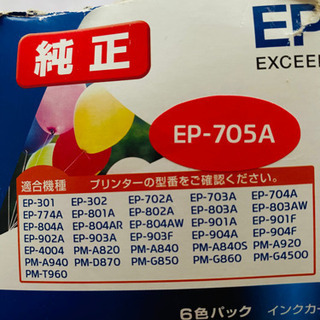 純正
EP
EXCEE
EP-705A
適合機種 プリンターの型番をご確認ください。
EP-301 EP-302 EP-702A EP-703A EP-704A
EP-774A EP-801A EP-802A EP-803A EP-803AW
EP-804A EP-804AR EP-804AW EP-901A EP-901F
EP-902A EP-903A EP-903F EP-904A EP-904F
EP-4004 PM-A820 PM-A840 PM-A840S PM-A920
PM-A940 PM-D870 PM-G850 PM-G860 PM-G4500
PM-T960
6色パック インクカー